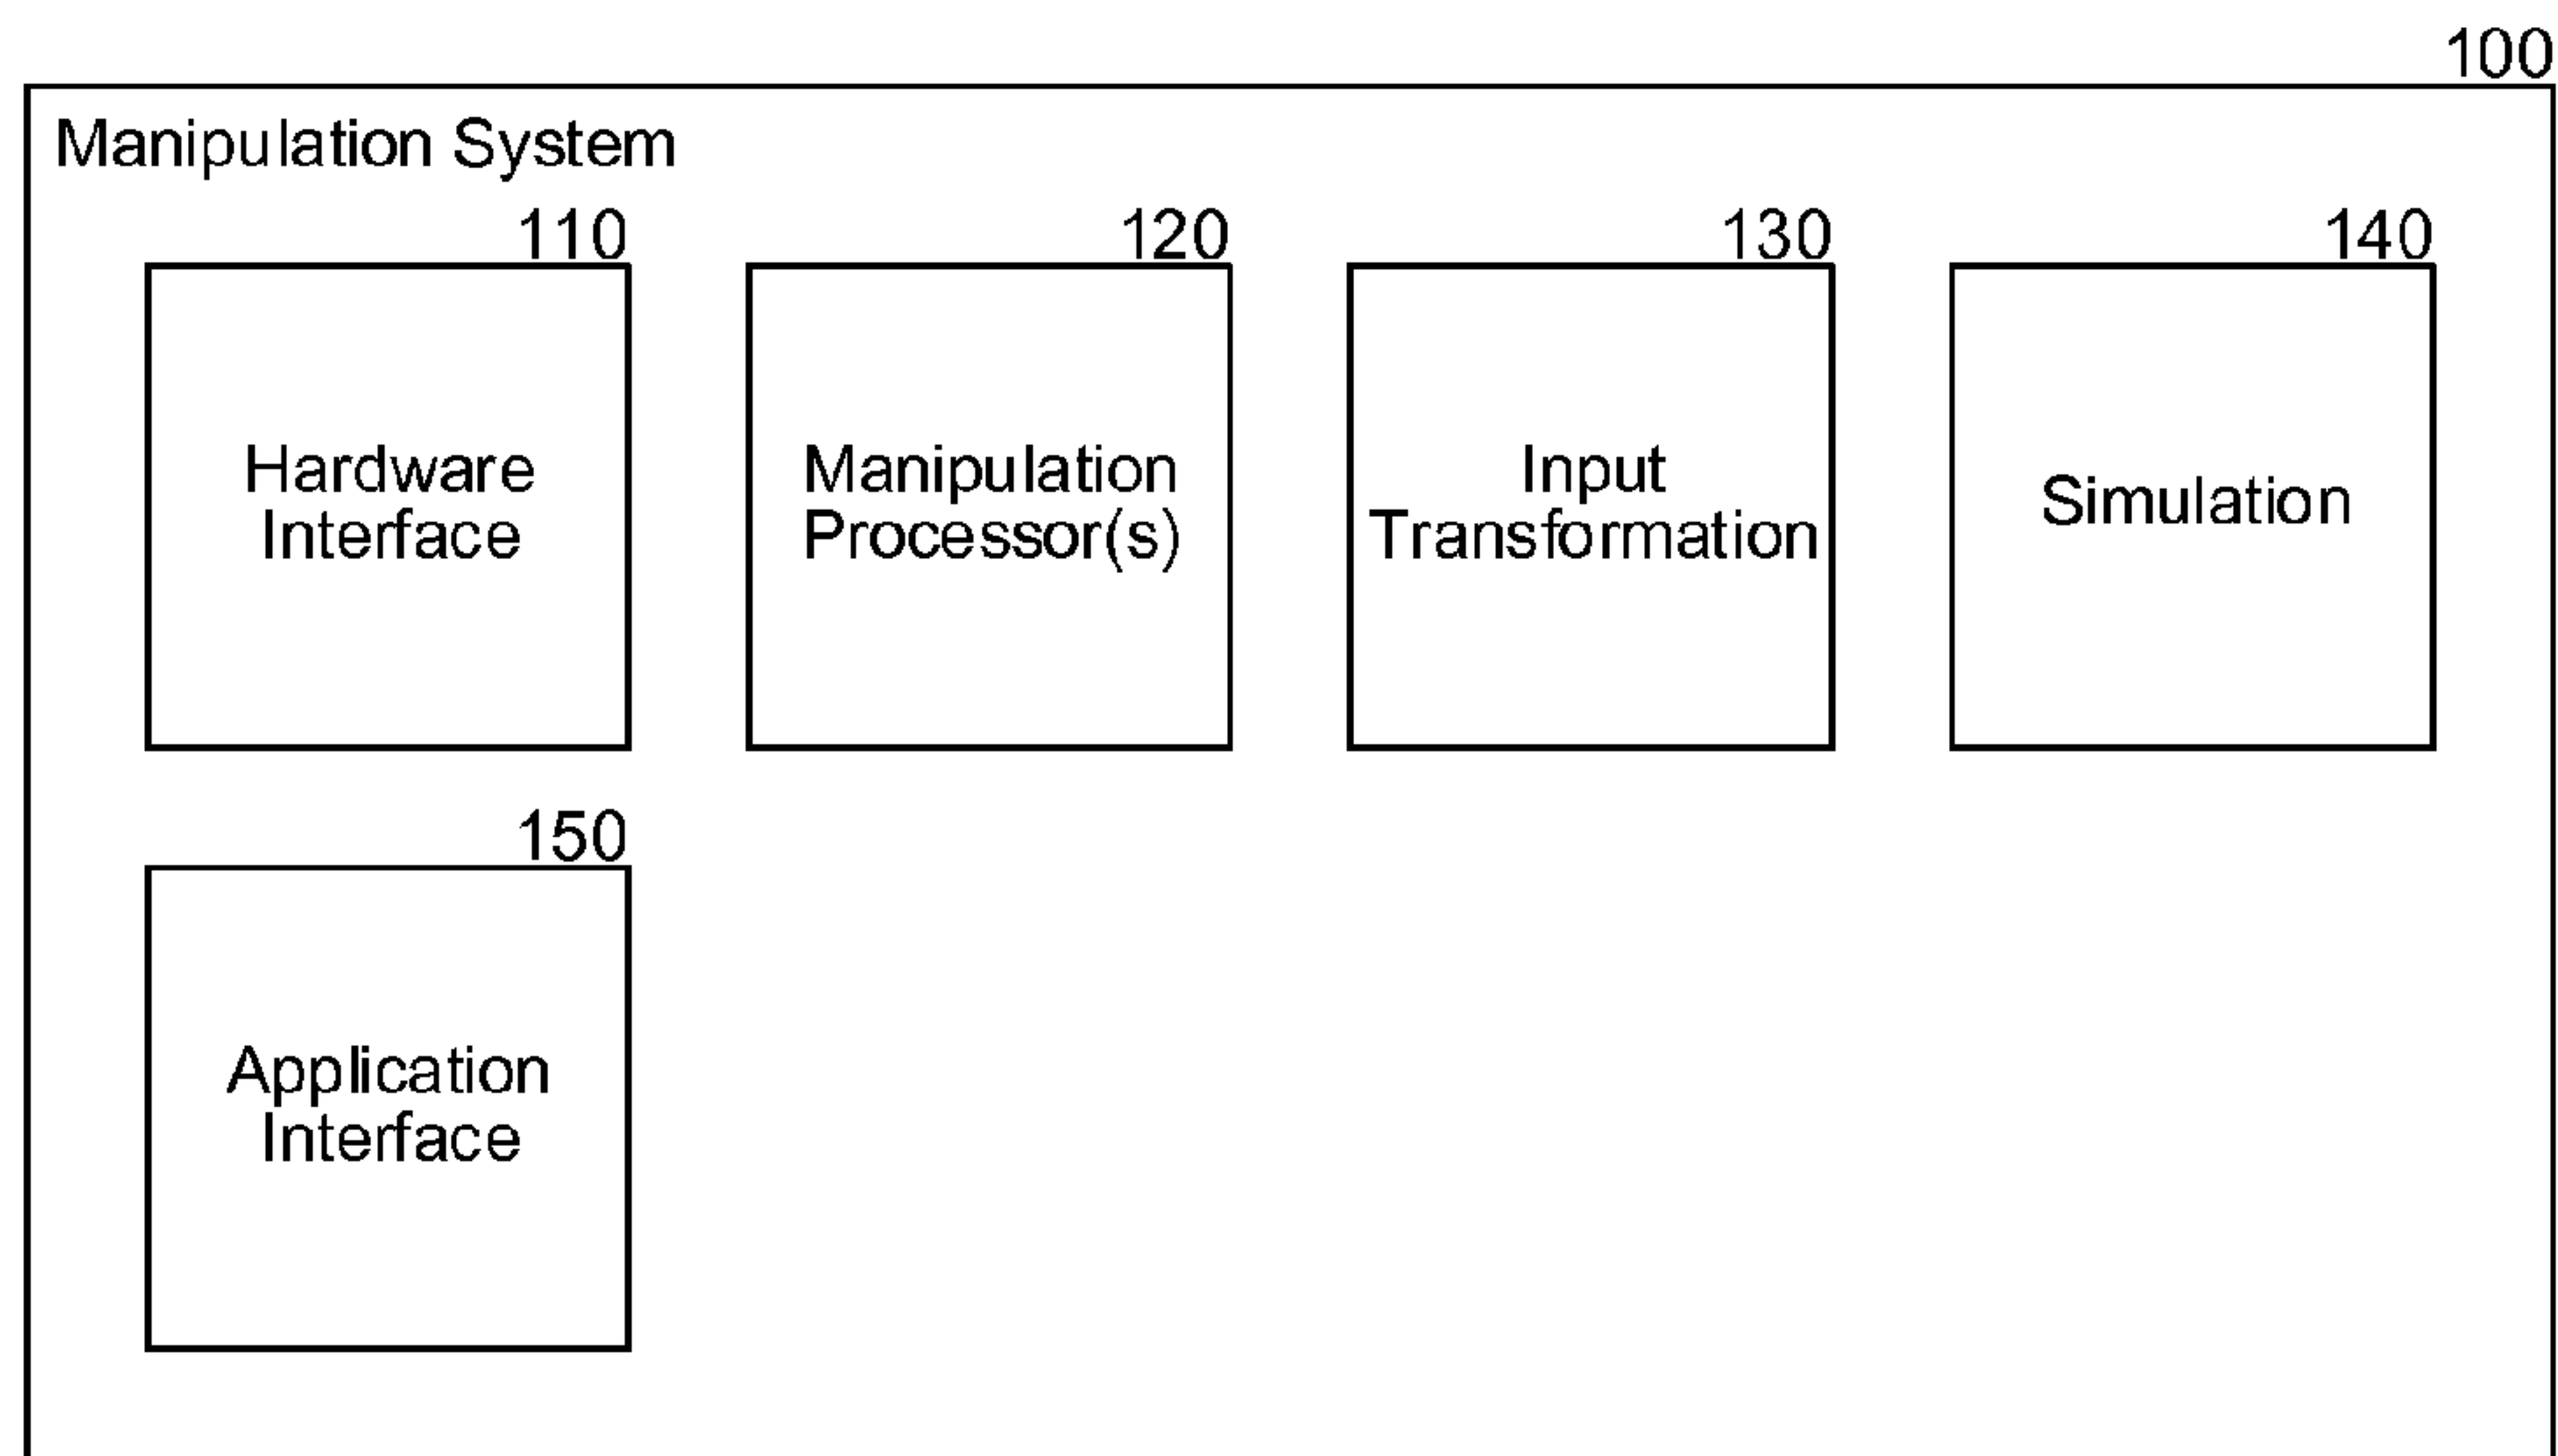 100
Manipulation System
110
120
130
140
Hardware
Interface
Manipulation
Processor(s)
Input
Transformation
Simulation
150
Application
Interface